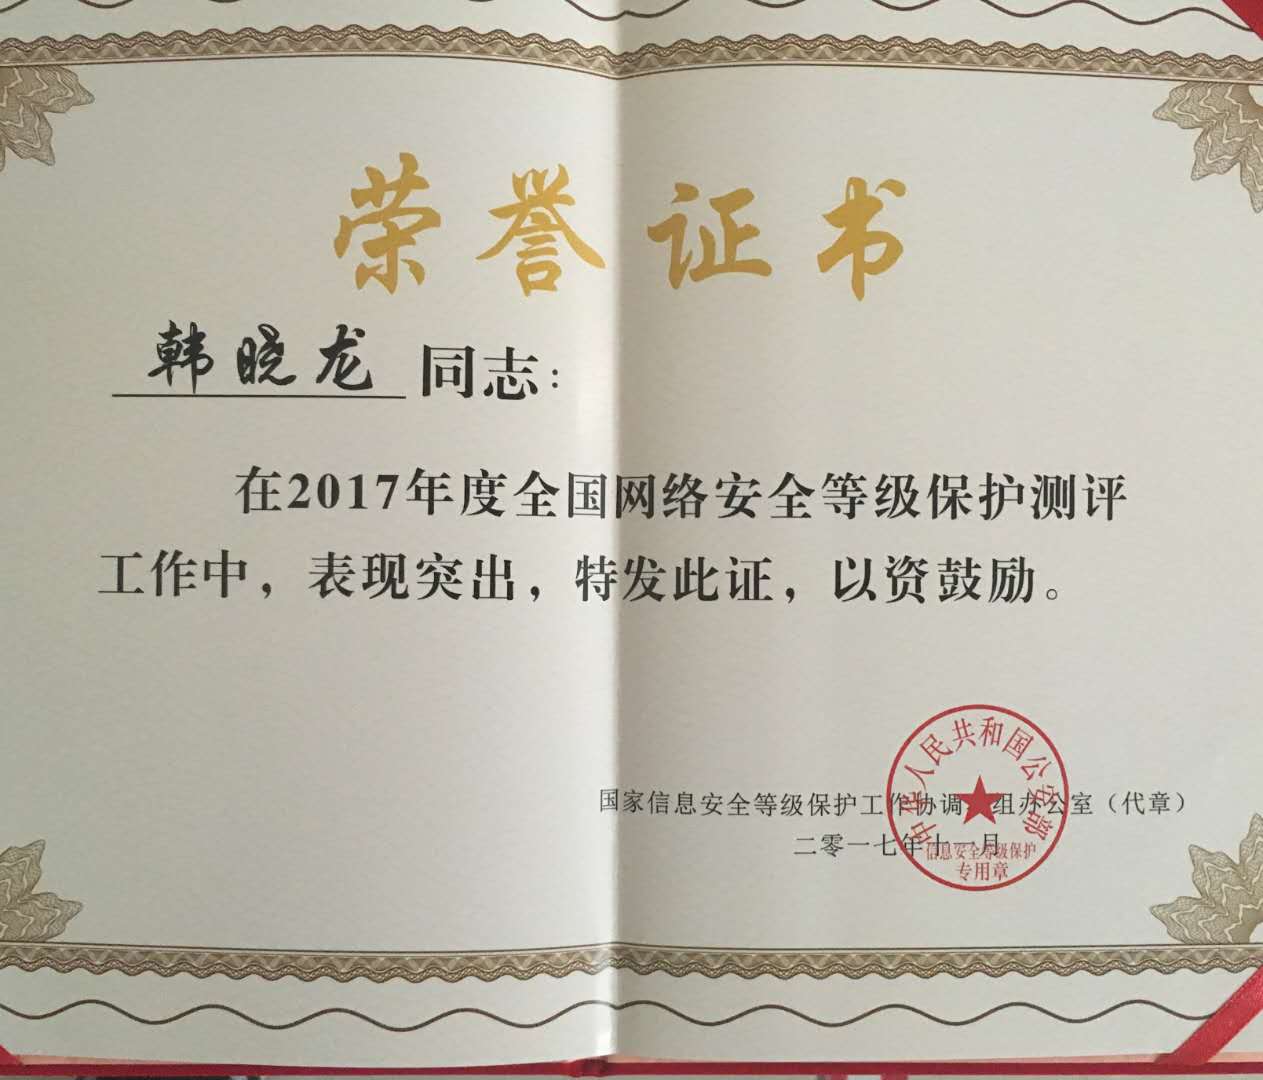 荣誉证书
韩晓龙同志：
在2017年度全国网络安全等级保护测评
工作中，表现突出，特发此证，以资鼓励。
国家信息安全等级保护工作协调小组办公室（代章）
二零一七年十一月
中华人民共和国公安部
信息安全等级保护
专用章